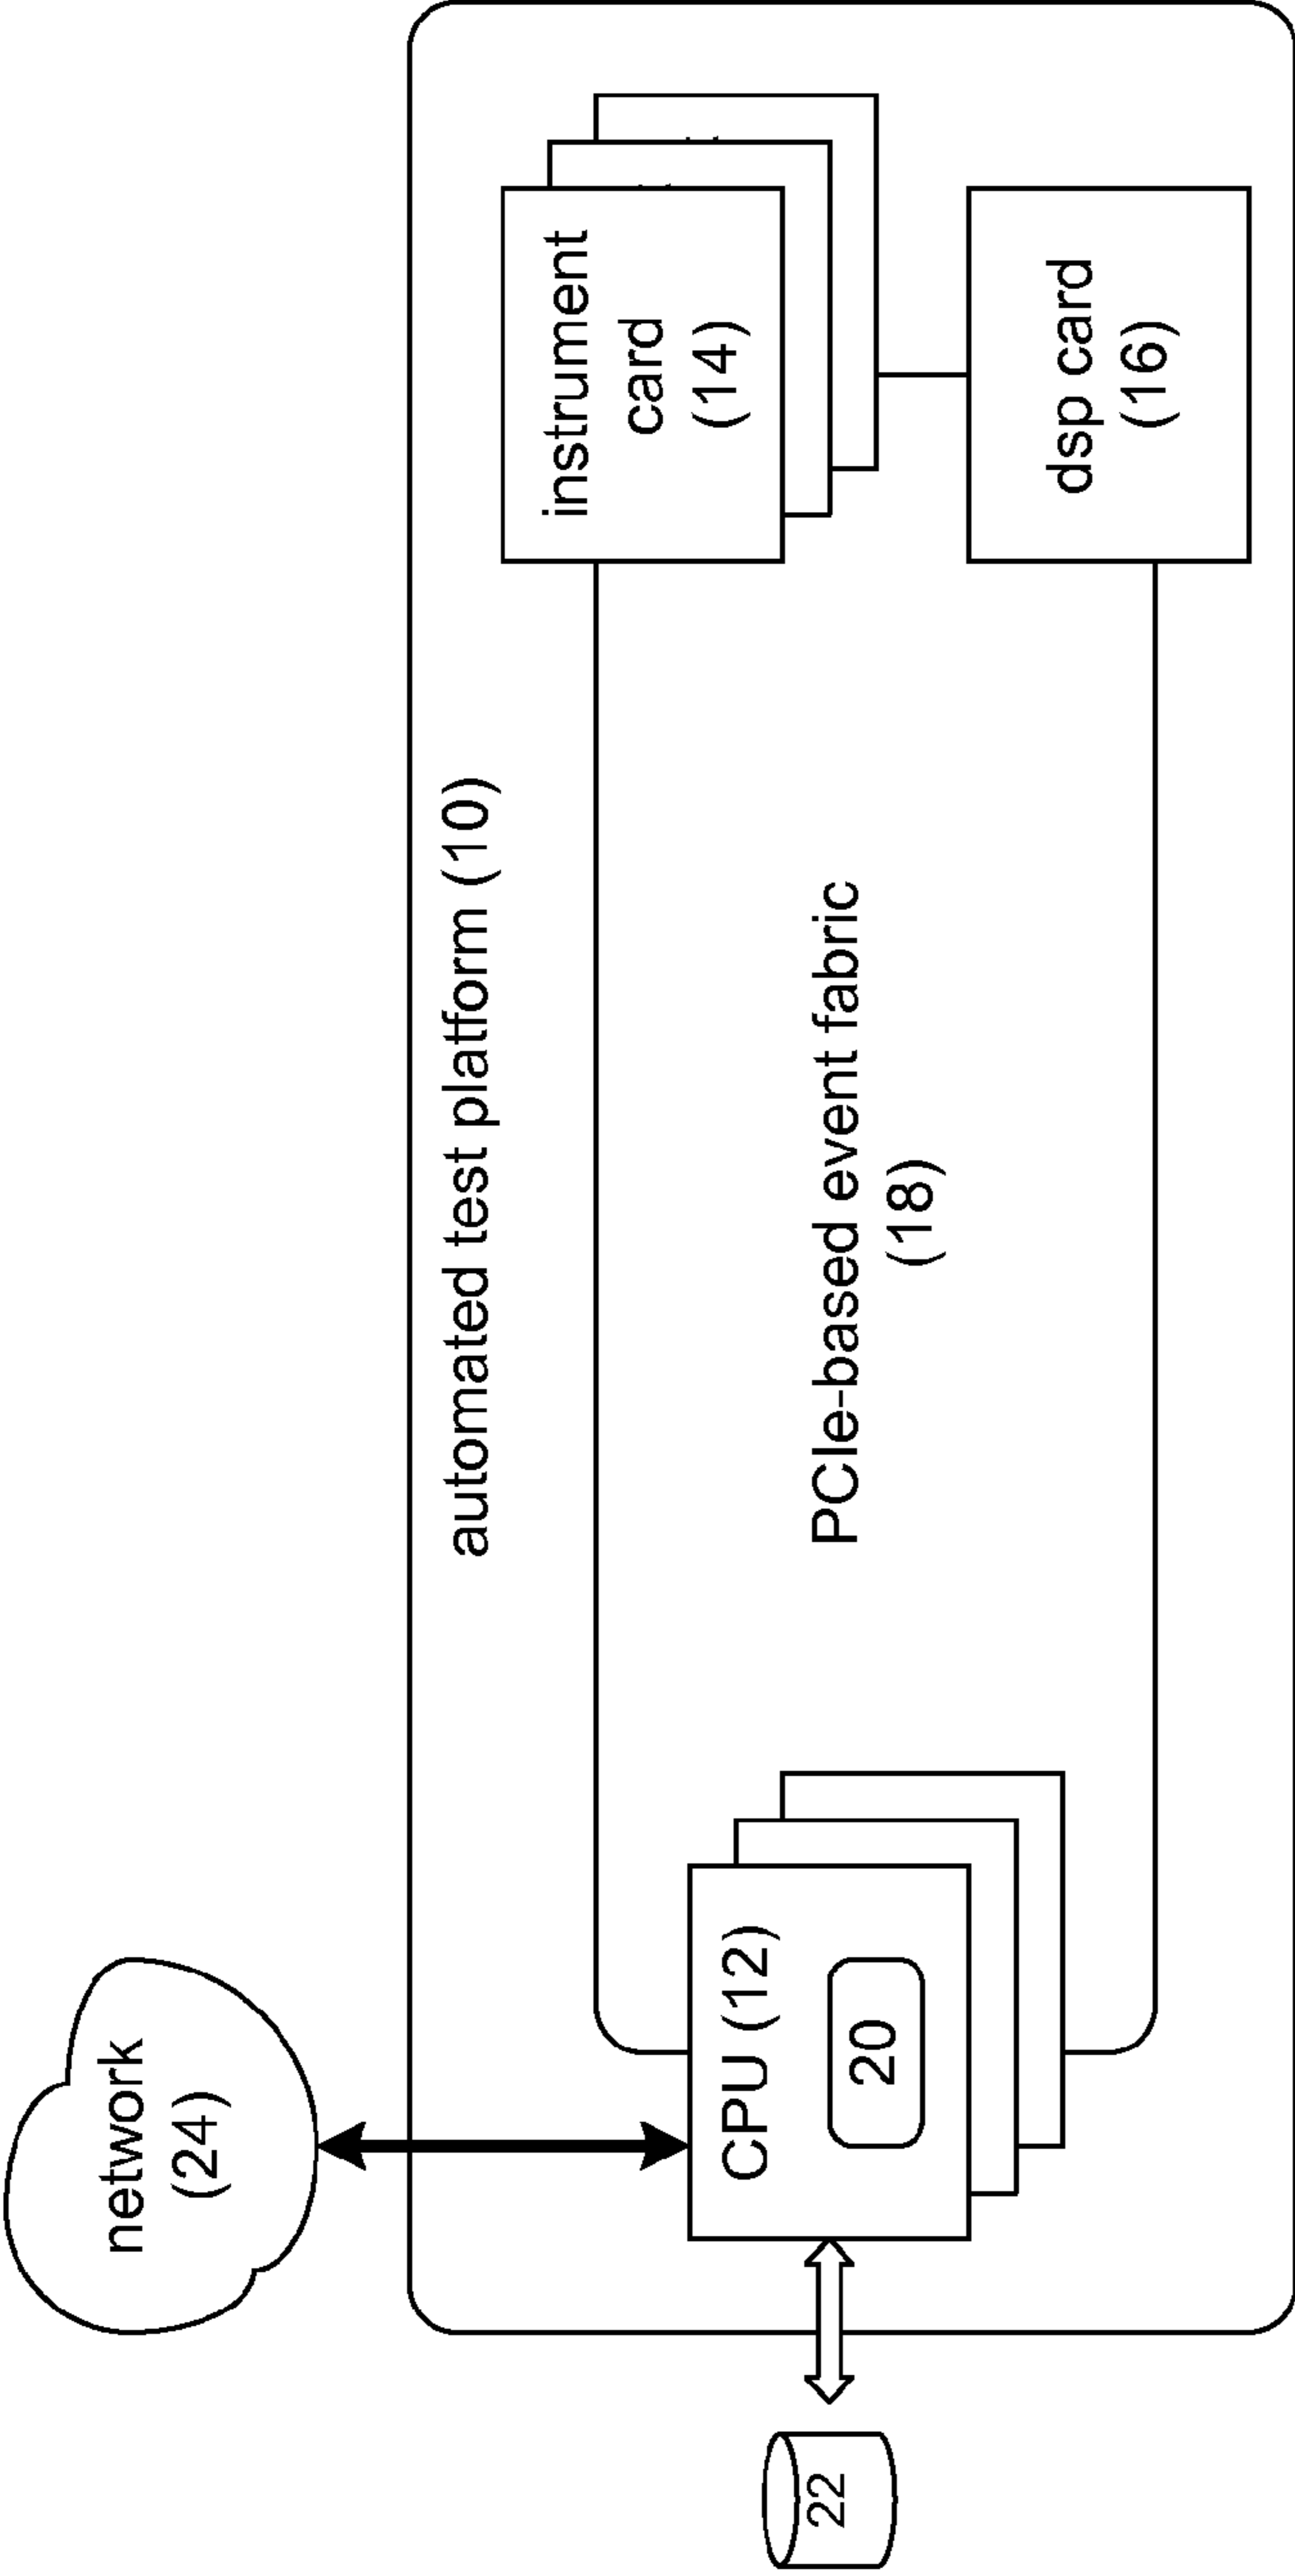 network
(24)
automated test platform (10)
CPU (12)
20
22
PCIe-based event fabric
(18)
instrument
card
(14)
dsp card
(16)